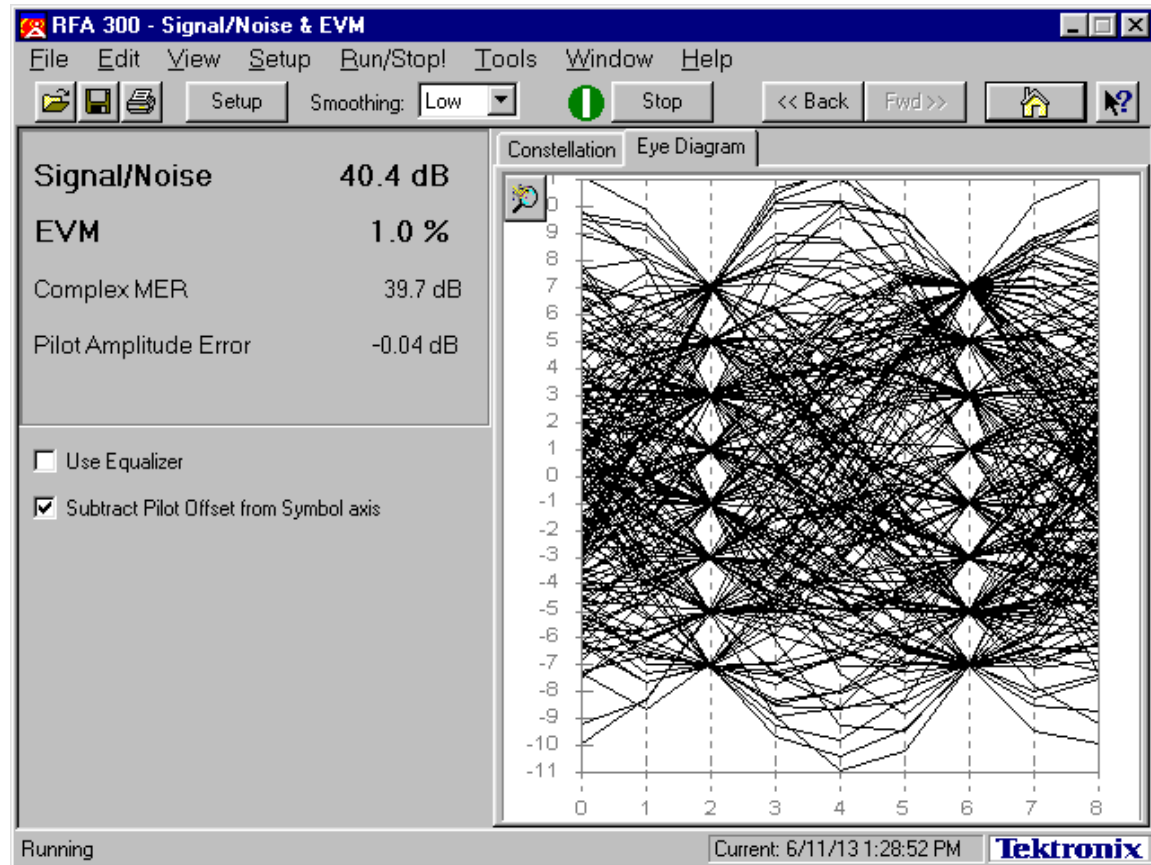 RFA 300 - Signal/Noise & EVM
File Edit View Setup Run/Stop! Tools Window Help
Setup Smoothing: Low Stop << Back Fwd >>
Signal/Noise 40.4 dB
EVM 1.0 %
Complex MER 39.7 dB
Pilot Amplitude Error -0.04 dB
Use Equalizer
Subtract Pilot Offset from Symbol axis
Constellation Eye Diagram
9
8
7
6
5
4
3
2
1
0
-1
-2
-3
-4
-5
-6
-7
-8
-9
-10
-11
0 1 2 3 4 5 6 7 8
Running Current: 6/11/13 1:28:52 PM Tektronix